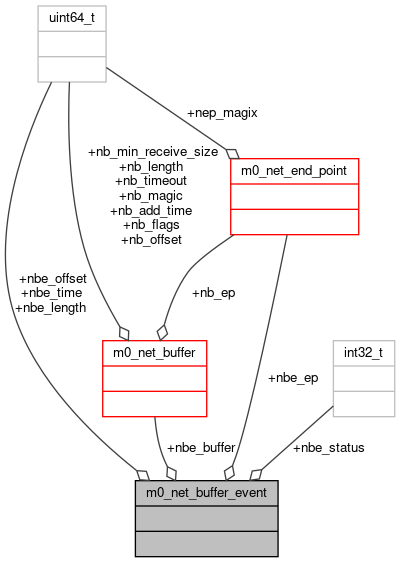 uint64_t
+nep_magix
+nb_min_receive_size
+nb_length
+nb_timeout
+nb_magic
+nb_add_time
+nb_flags
+nb_offset
m0_net_end_point
+nbe_offset
+nbe_time
+nbe_length
+nb_ep
m0_net_buffer
int32_t
+nbe_ep
+nbe_buffer
+nbe_status
m0_net_buffer_event